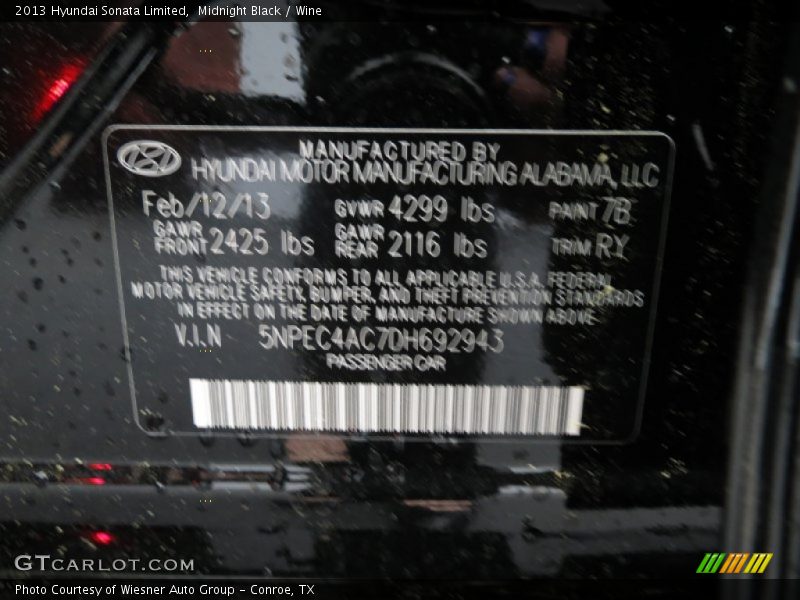 2013 Hyundai Sonata Limited, Midnight Black / Wine
MANUFACTURED BY
HYUNDAI MOTOR MANUFACTURING ALABAMA, LLC
Feb/12/13 GVWR 4299 lbs PAINT 7B
GAWR FRONT 2425 lbs GAWR REAR 2116 lbs TRIM RY
THIS VEHICLE CONFORMS TO ALL APPLICABLE U.S.A. FEDERAL
MOTOR VEHICLE SAFETY, BUMPER, AND THEFT PREVENTION STANDARDS
IN EFFECT ON THE DATE OF MANUFACTURE SHOWN ABOVE.
V.I.N 5NPEC4AC7DH692943
PASSENGER CAR
GTCARLOT.COM
Photo Courtesy of Wiesner Auto Group - Conroe, TX